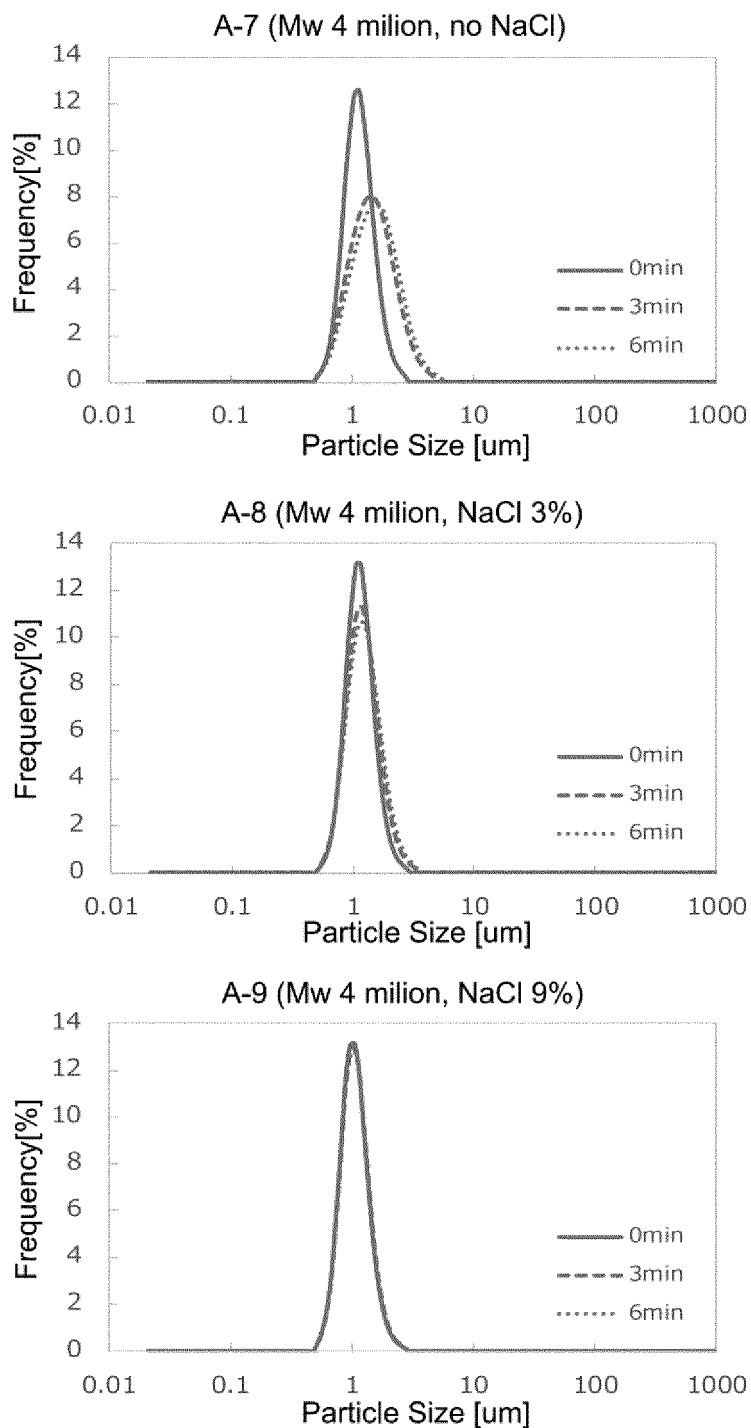 A-7 (Mw 4 milion, no NaCl)
14
12
10
8
6
4
2
0
Frequency[%]
0min
3min
6min
0.01 0.1 1 10 100 1000
Particle Size [um]
A-8 (Mw 4 milion, NaCl 3%)
14
12
10
8
6
4
2
0
Frequency[%]
0min
3min
6min
0.01 0.1 1 10 100 1000
Particle Size [um]
A-9 (Mw 4 milion, NaCl 9%)
14
12
10
8
6
4
2
0
Frequency[%]
0min
3min
6min
0.01 0.1 1 10 100 1000
Particle Size [um]